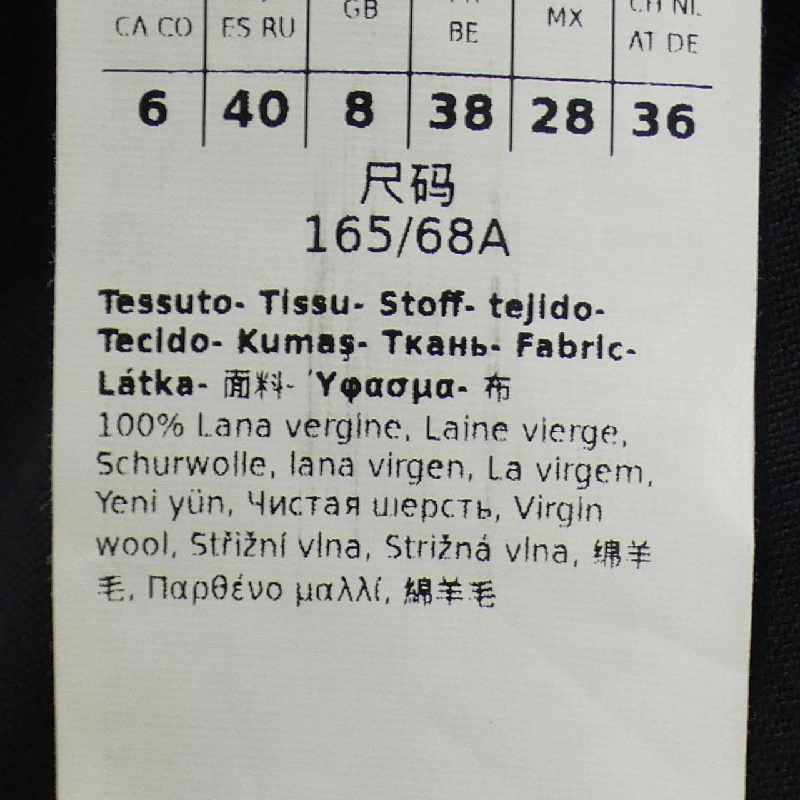 CA CO ES RU GB BE MX CH NL
AT DE
6 40 8 38 28 36
尺码
165/68A
Tessuto- Tissu- Stoff- tejido-
Tecido- Kumaş- Ткань- Fabric-
Látka- 面料- Ύφασμα- 布
100% Lana vergine, Laine vierge,
Schurwolle, lana virgen, La virgem,
Yeni yün, Чистая шерсть, Virgin
wool, Střižní vlna, Strižná vlna, 绵羊
毛, Παρθένο μαλλί, 綿羊毛